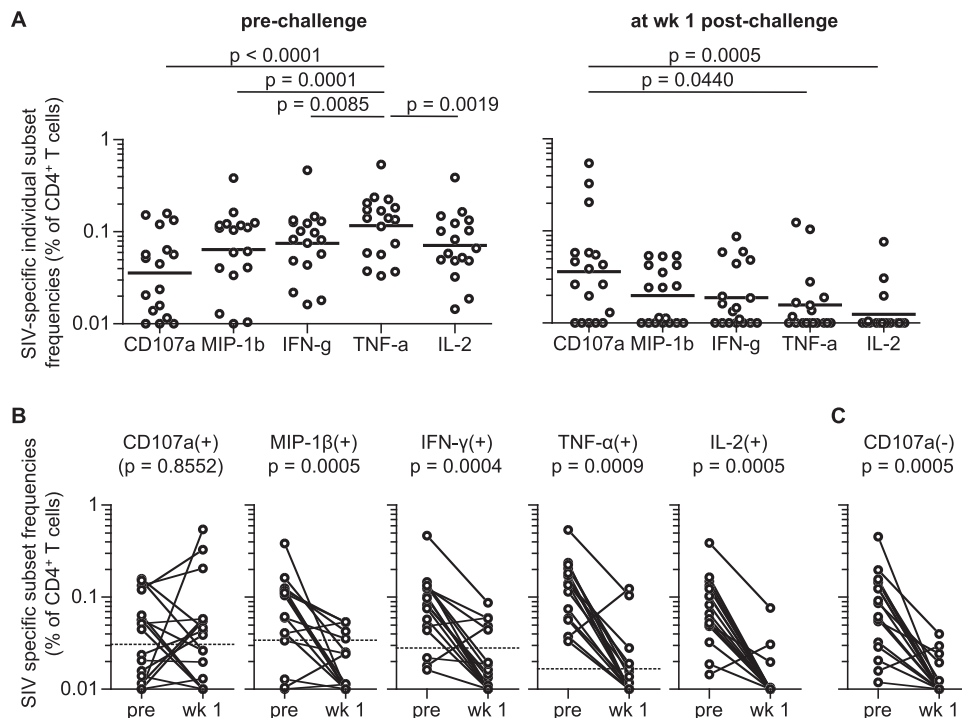 A
pre-challenge
at wk 1 post-challenge
p < 0.0001
p = 0.0001
p = 0.0085
p = 0.0019
p = 0.0005
p = 0.0440
SIV-specific individual subset
frequencies (% of CD4⁺ T cells)
1
0.1
0.01
CD107a MIP-1b IFN-g TNF-a IL-2
CD107a MIP-1b IFN-g TNF-a IL-2
B
C
CD107a(+) MIP-1β(+) IFN-γ(+) TNF-α(+) IL-2(+) CD107a(-)
(p = 0.8552) p = 0.0005 p = 0.0004 p = 0.0009 p = 0.0005 p = 0.0005
SIV specific subset frequencies
(% of CD4⁺ T cells)
1
0.1
0.01
pre wk 1 pre wk 1 pre wk 1 pre wk 1 pre wk 1 pre wk 1